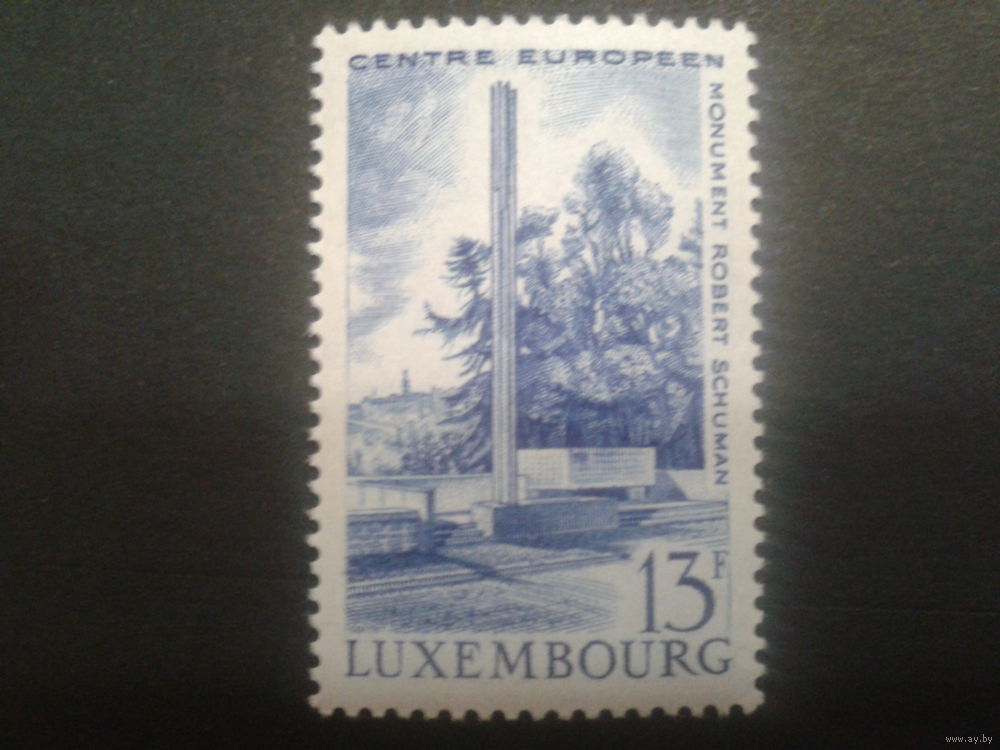 CENTRE EUROPEEN
MONUMENT ROBERT SCHUMAN
13F
LUXEMBOURG
www.ay.by